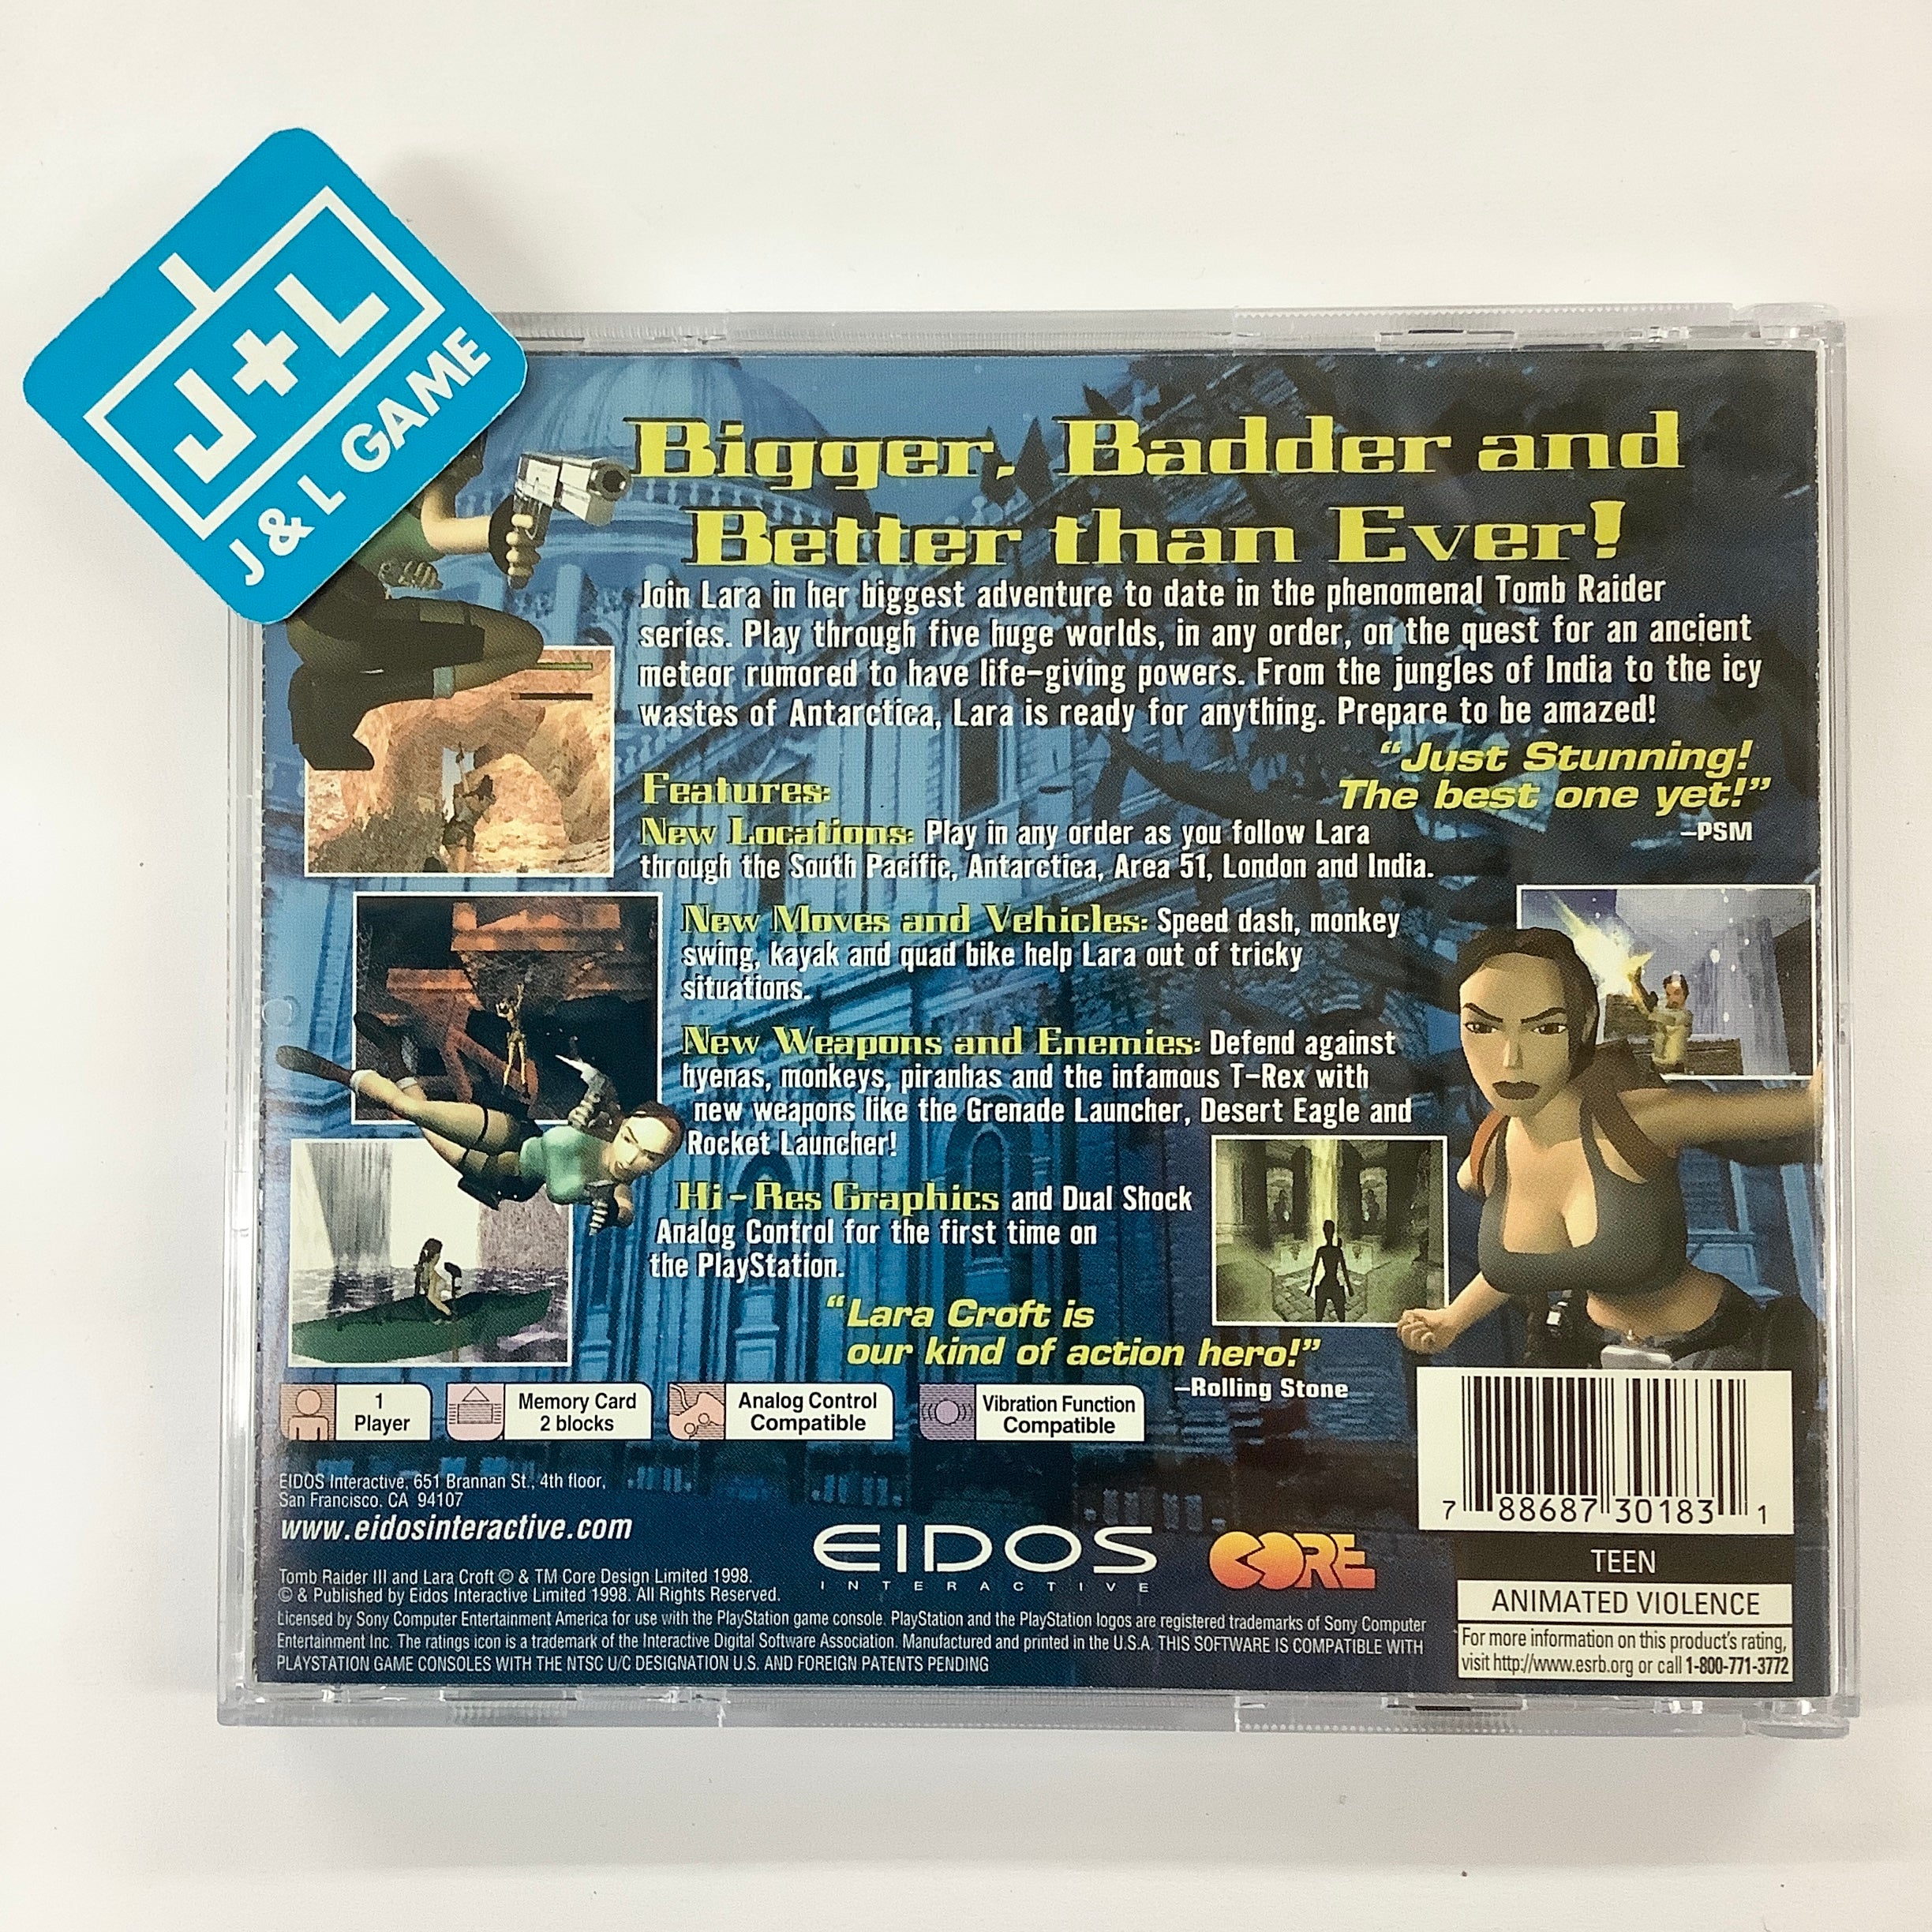 J+L
J & L GAME
Bigger, Badder and
Better than Ever!
Join Lara in her biggest adventure to date in the phenomenal Tomb Raider
series. Play through five huge worlds, in any order, on the quest for an ancient
meteor rumored to have life-giving powers. From the jungles of India to the icy
wastes of Antarctica, Lara is ready for anything. Prepare to be amazed!
"Just Stunning!
The best one yet!"
–PSM
Features:
New Locations: Play in any order as you follow Lara
through the South Pacific, Antarctica, Area 51, London and India.
New Moves and Vehicles: Speed dash, monkey
swing, kayak and quad bike help Lara out of tricky
situations.
New Weapons and Enemies: Defend against
hyenas, monkeys, piranhas and the infamous T-Rex with
new weapons like the Grenade Launcher, Desert Eagle and
Rocket Launcher!
Hi-Res Graphics and Dual Shock
Analog Control for the first time on
the PlayStation.
"Lara Croft is
our kind of action hero!"
–Rolling Stone
1
Player
Memory Card
2 blocks
Analog Control
Compatible
Vibration Function
Compatible
EIDOS Interactive, 651 Brannan St., 4th floor,
San Francisco, CA 94107
www.eidosinteractive.com
EIDOS
INTERACTIVE
CORE
Tomb Raider III and Lara Croft © & TM Core Design Limited 1998.
© & Published by Eidos Interactive Limited 1998. All Rights Reserved.
Licensed by Sony Computer Entertainment America for use with the PlayStation game console. PlayStation and the PlayStation logos are registered trademarks of Sony Computer
Entertainment Inc. The ratings icon is a trademark of the Interactive Digital Software Association. Manufactured and printed in the U.S.A. THIS SOFTWARE IS COMPATIBLE WITH
PLAYSTATION GAME CONSOLES WITH THE NTSC U/C DESIGNATION U.S. AND FOREIGN PATENTS PENDING
7 88687 30183 1
TEEN
ANIMATED VIOLENCE
For more information on this product's rating,
visit http://www.esrb.org or call 1-800-771-3772